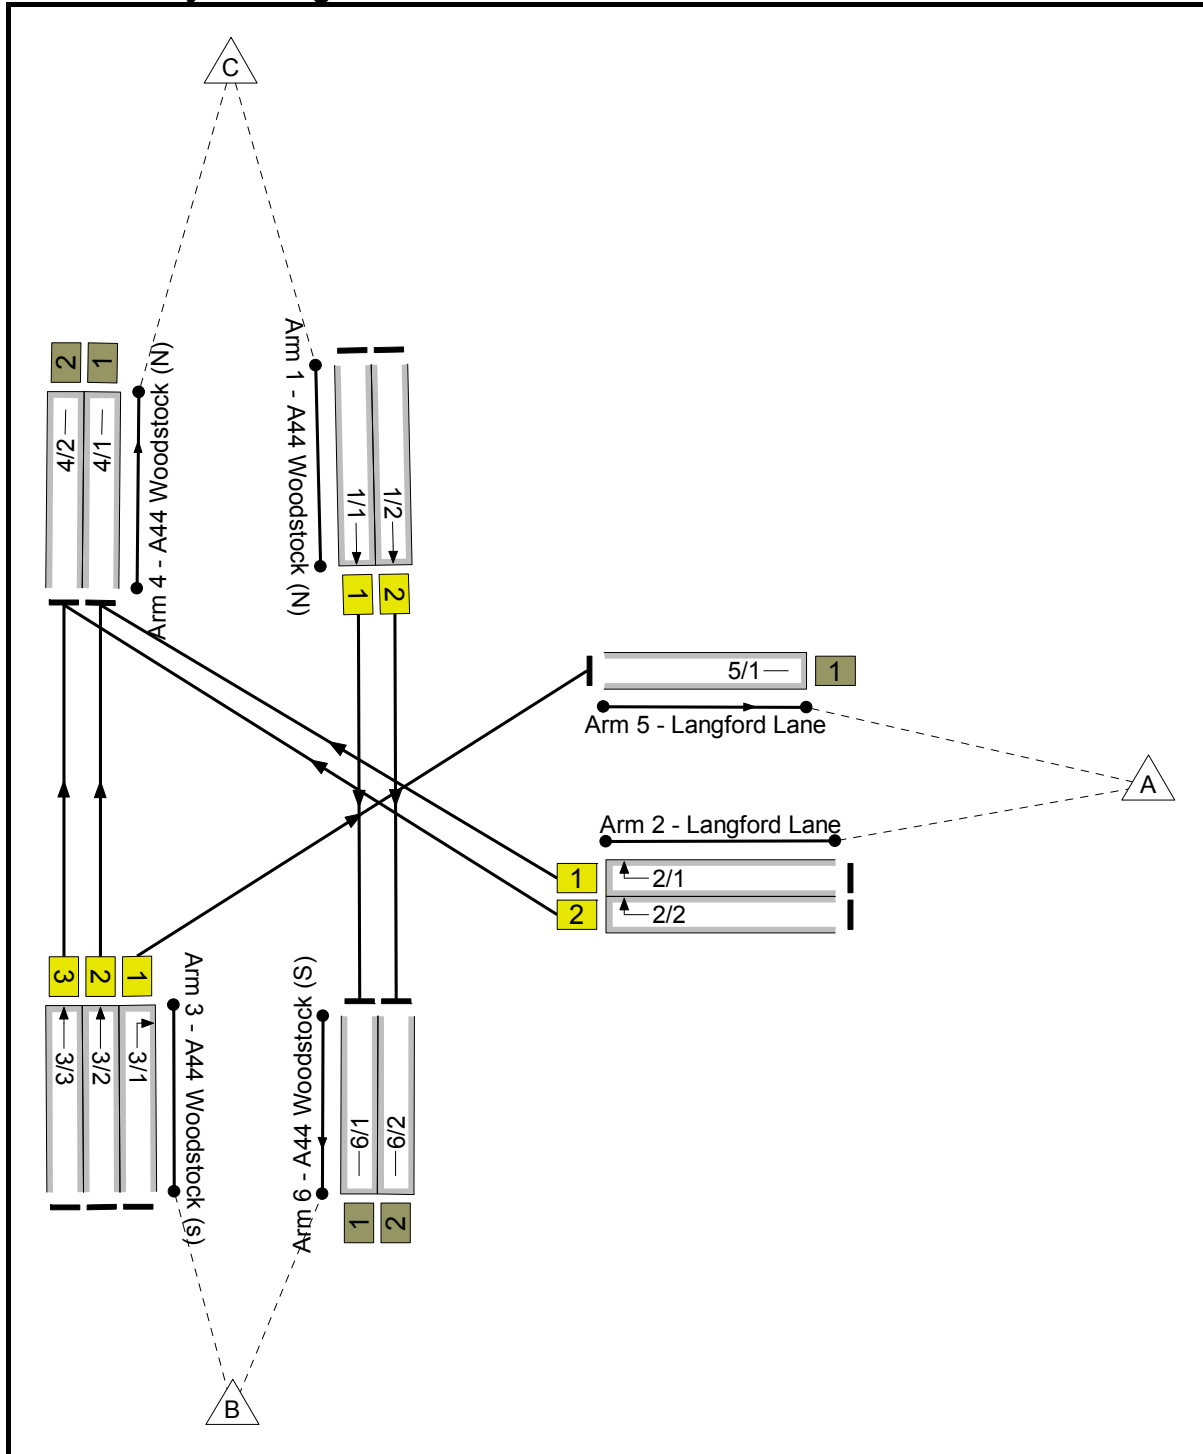 C
2
1
4/2
4/1
Arm 4 - A44 Woodstock (N)
Arm 1 - A44 Woodstock (N)
1/1
1/2
1
2
5/1
1
Arm 5 - Langford Lane
A
Arm 2 - Langford Lane
1
2/1
2
2/2
3
2
1
3/3
3/2
3/1
Arm 3 - A44 Woodstock (s)
Arm 6 - A44 Woodstock (S)
6/1
6/2
1
2
B